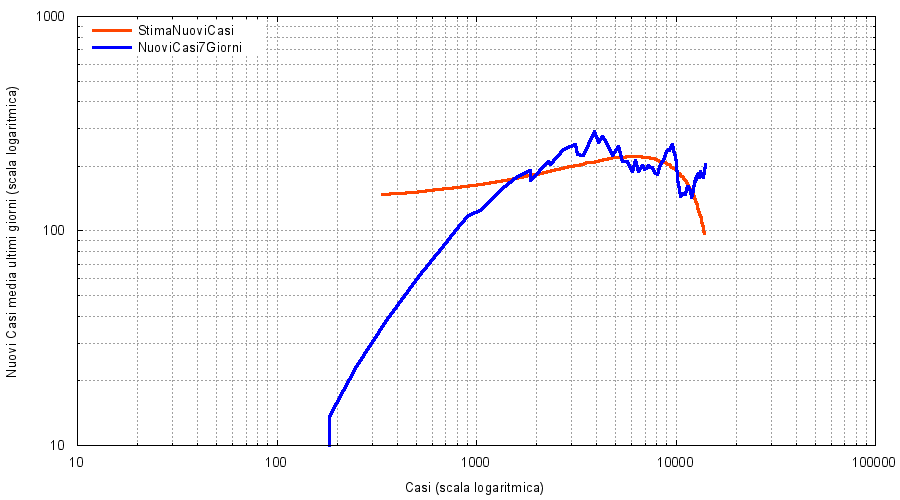 1000
StimaNuoviCasi
NuoviCasi7Giorni
Nuovi Casi media ultimi giorni (scala logaritmica)
100
10
10 100 1000 10000 100000
Casi (scala logaritmica)